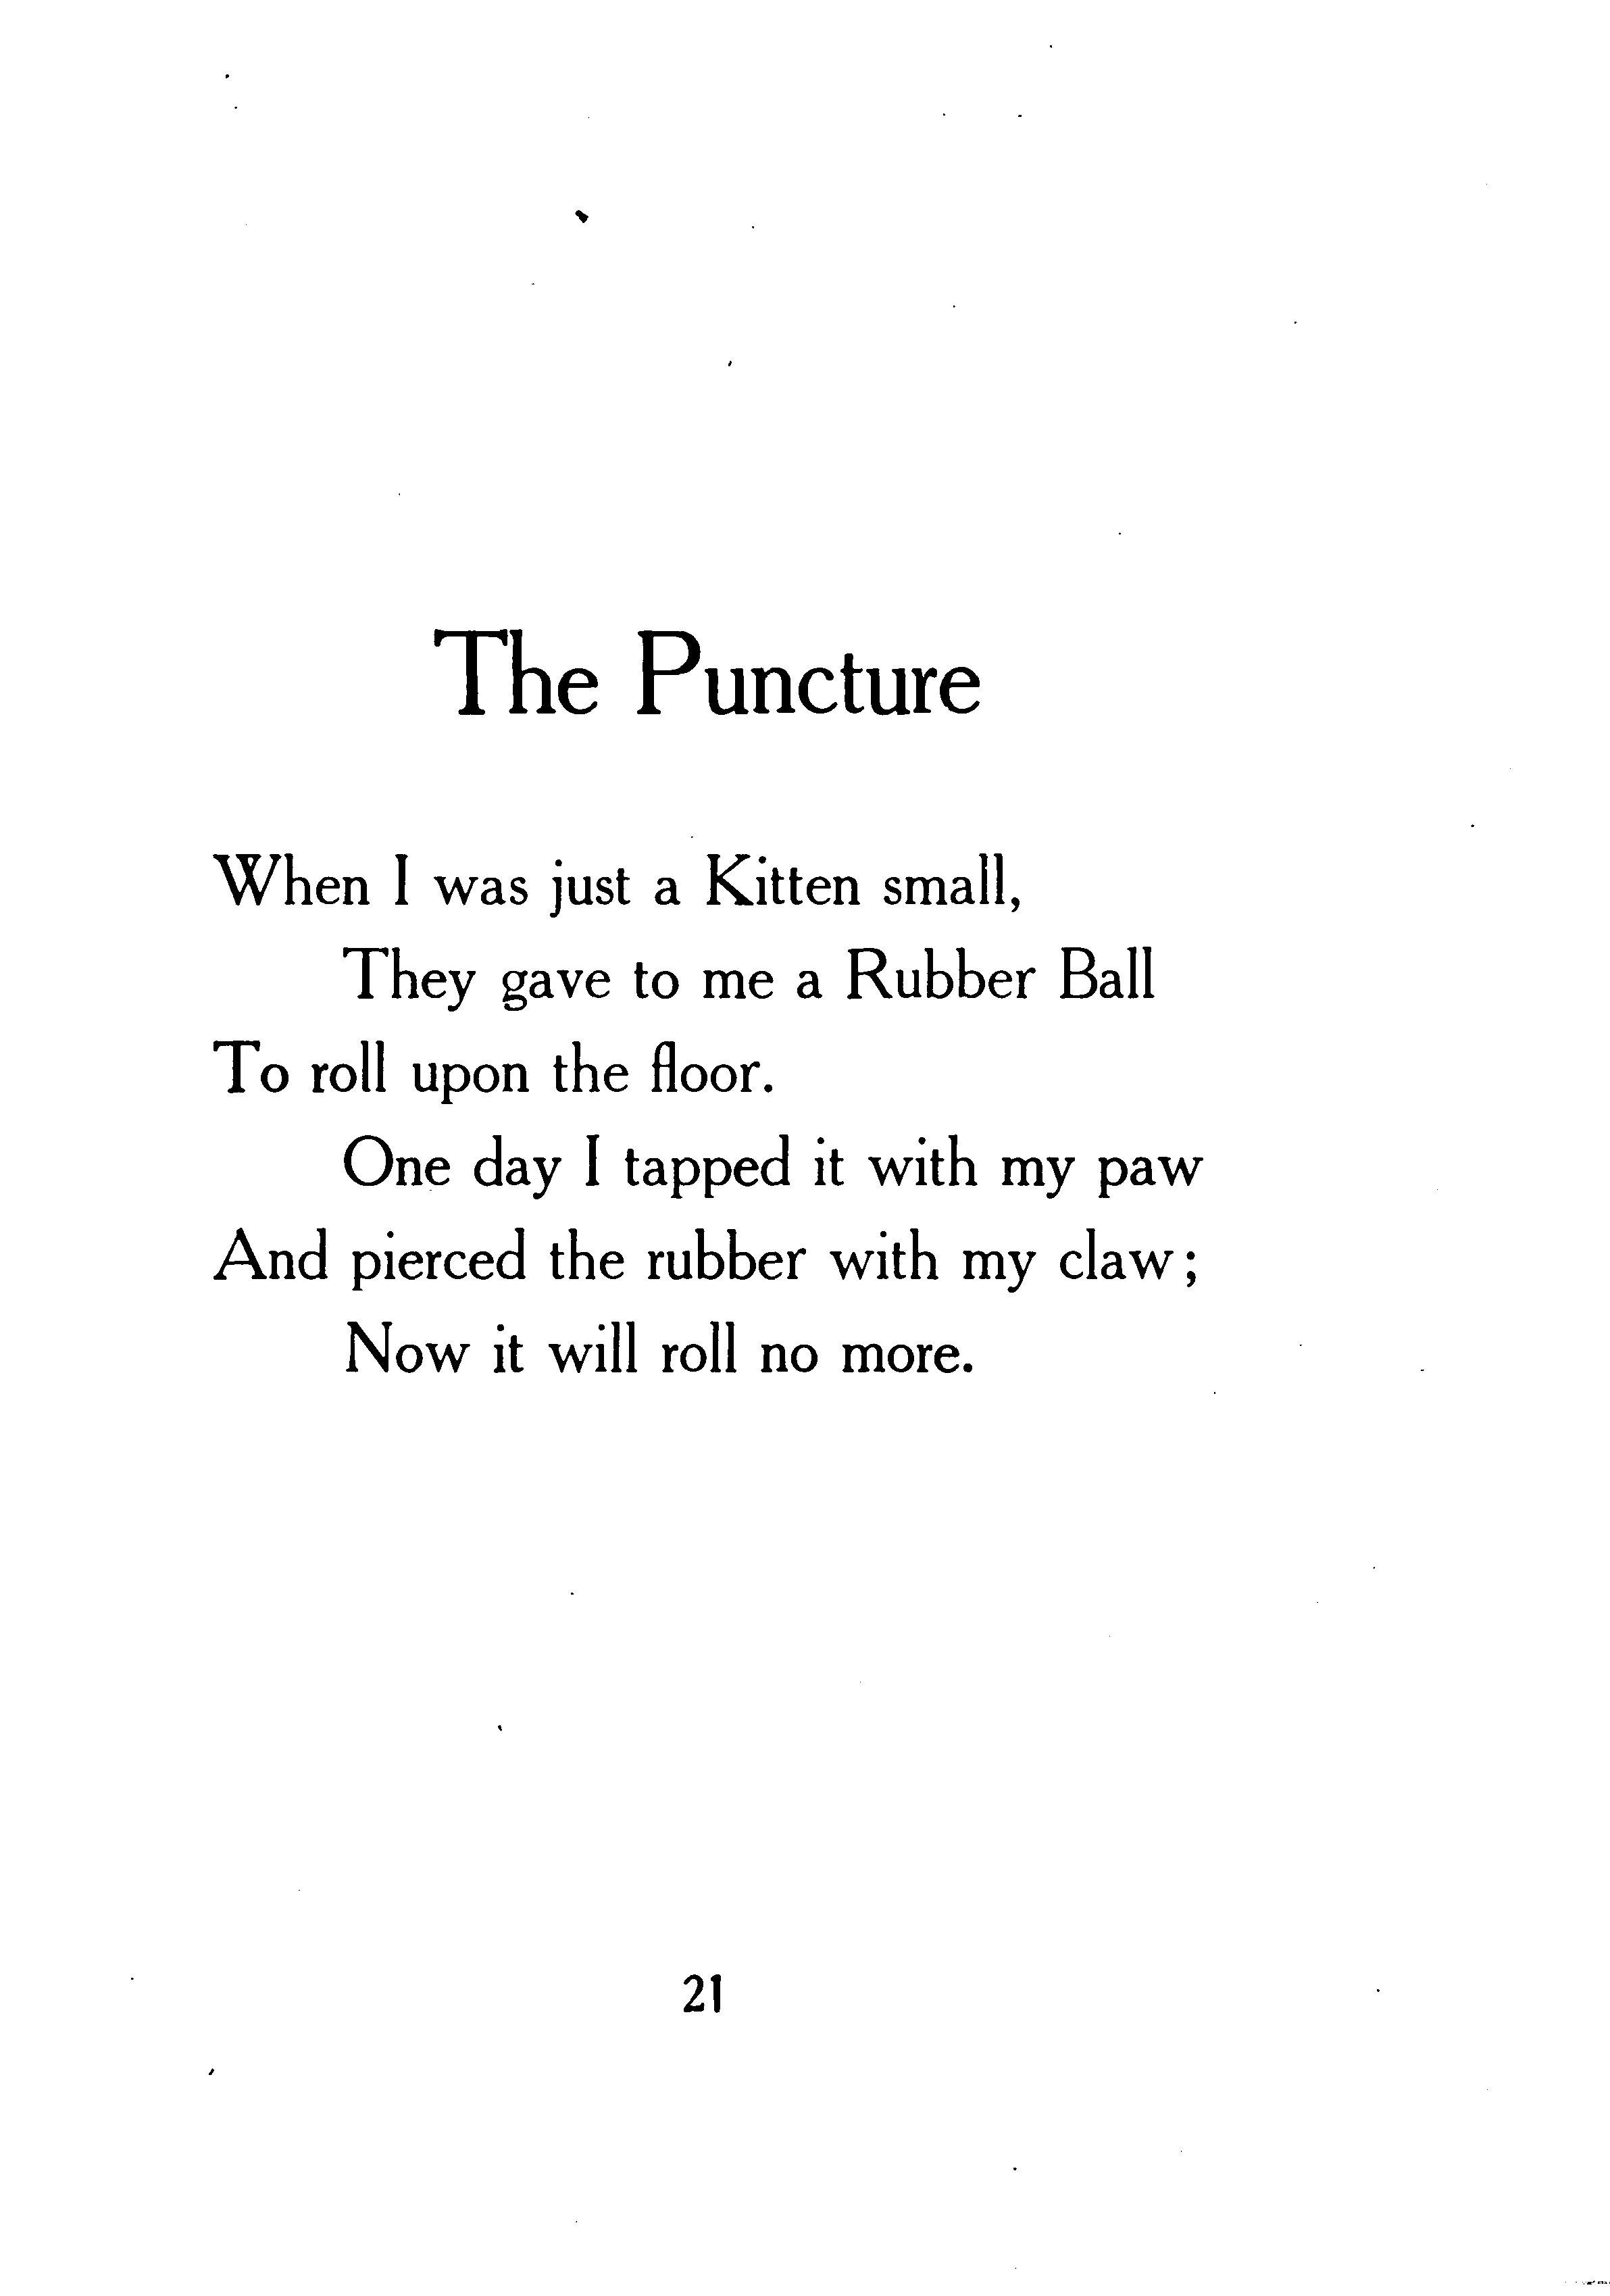 The Puncture
When I was just a Kitten small,
They gave to me a Rubber Ball
To roll upon the floor.
One day I tapped it with my paw
And pierced the rubber with my claw;
Now it will roll no more.
21